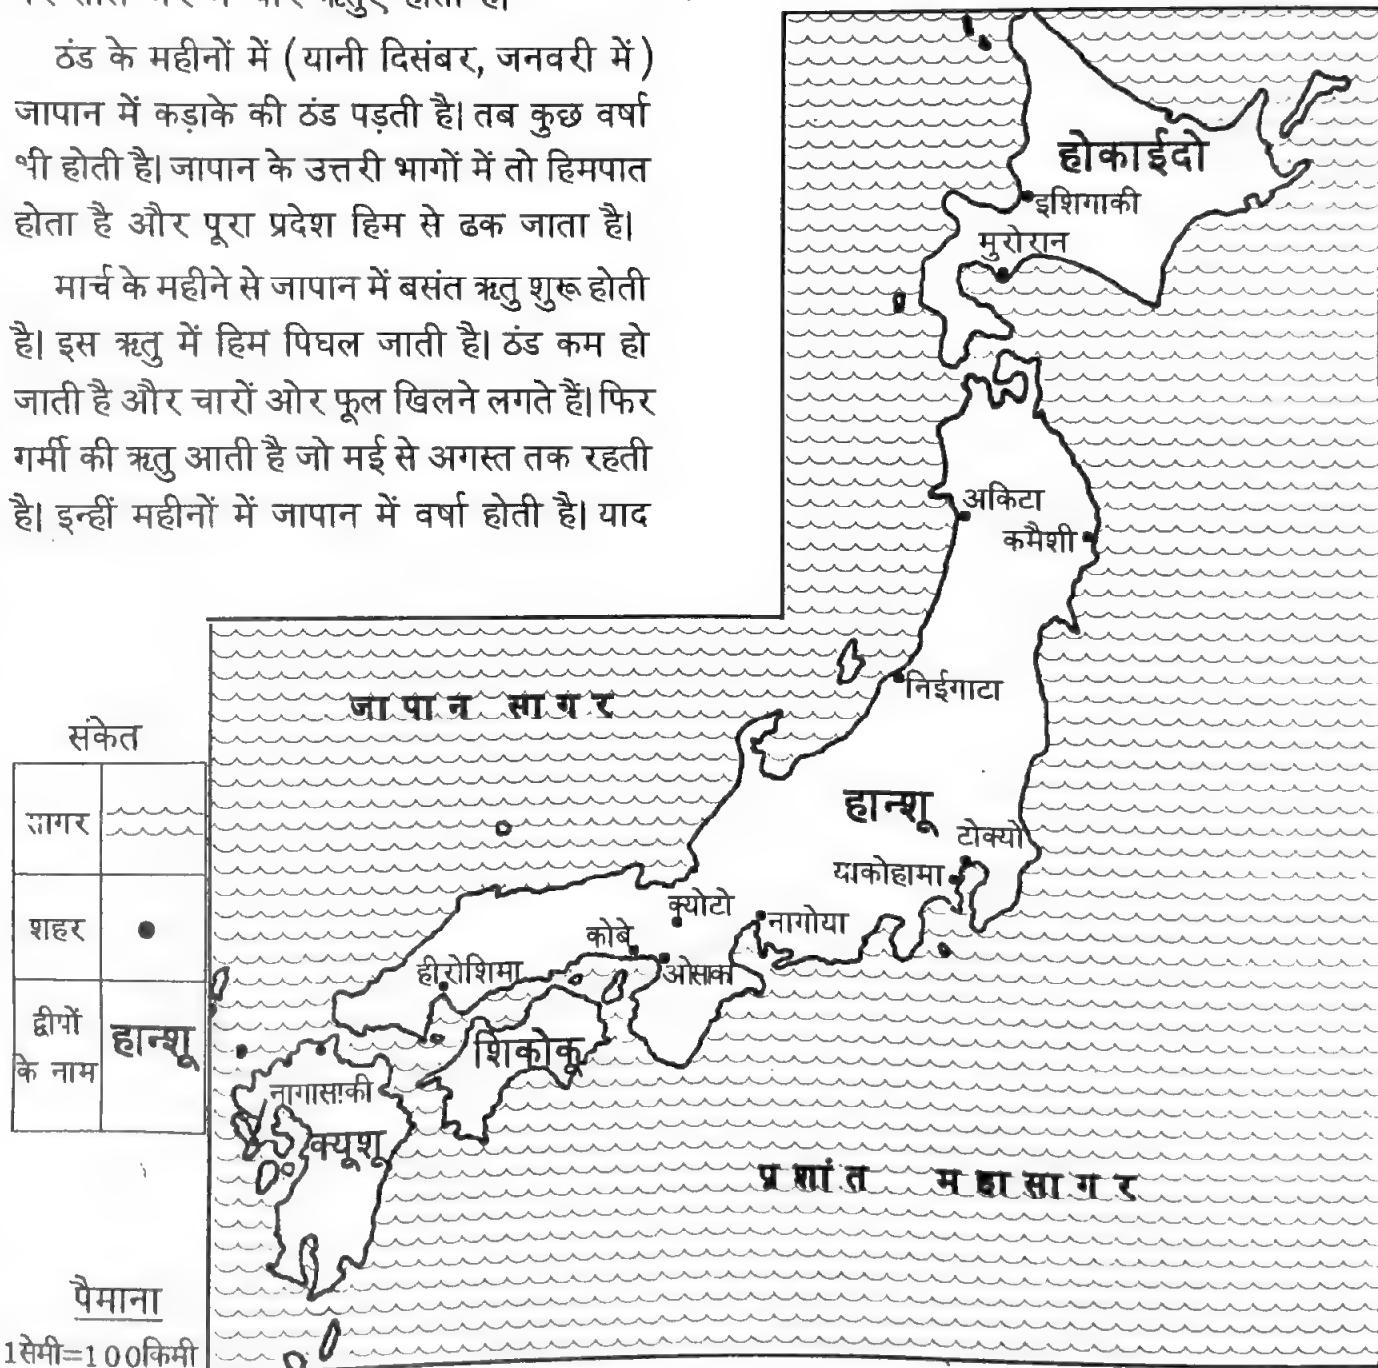 ठंड के महीनों में (यानी दिसंबर, जनवरी में)
जापान में कड़ाके की ठंड पड़ती है। तब कुछ वर्षा
भी होती है। जापान के उत्तरी भागों में तो हिमपात
होता है और पूरा प्रदेश हिम से ढक जाता है।
मार्च के महीने से जापान में बसंत ऋतु शुरू होती
है। इस ऋतु में हिम पिघल जाती है। ठंड कम हो
जाती है और चारों ओर फूल खिलने लगते हैं। फिर
गर्मी की ऋतु आती है जो मई से अगस्त तक रहती
है। इन्हीं महीनों में जापान में वर्षा होती है। याद
होकाईदो
इशिगाकी
मुरोरान
अकिटा
कमैशी
निईगाटा
जापान सागर
हान्शू
टोक्यो
याकोहामा
क्योटो
नागोया
कोबे
ओसाका
हीरोशिमा
शिकोकू
नागासाकी
क्यूशू
प्रशांत महासागर
संकेत
सागर
शहर
द्वीपों
के नाम
हान्शू
पैमाना
1सेमी=100किमी